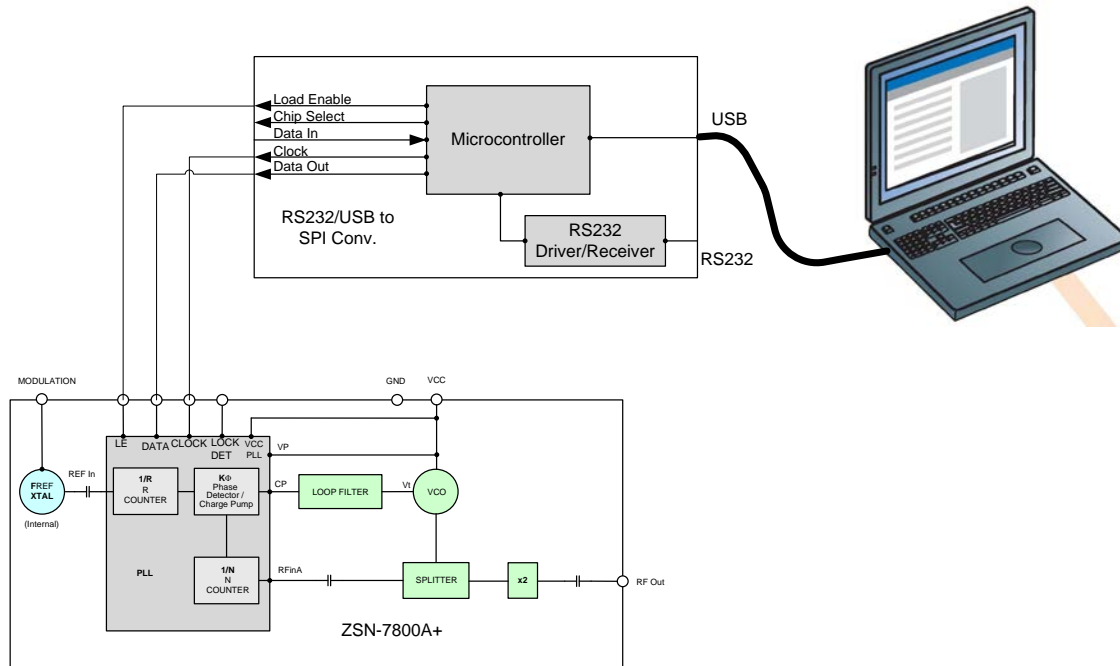 Load Enable
Chip Select
Data In
Clock
Data Out
Microcontroller
USB
RS232/USB to
SPI Conv.
RS232
Driver/Receiver
RS232
MODULATION
GND
VCC
LE
DATA
CLOCK
LOCK
DET
VCC
PLL
VP
REF In
FREF
XTAL
(Internal)
1/R
R
COUNTER
KΦ
Phase
Detector /
Charge Pump
CP
LOOP FILTER
Vt
VCO
PLL
1/N
N
COUNTER
RFinA
SPLITTER
x2
RF Out
ZSN-7800A+